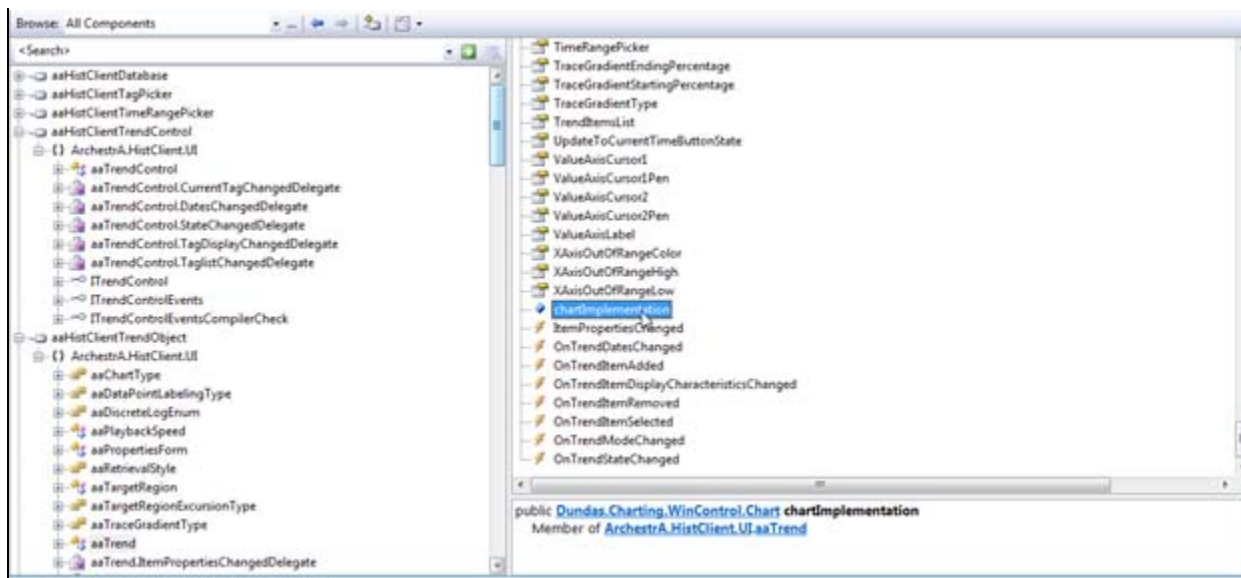 Browse: All Components
<Search>
aaHistClientDatabase
aaHistClientTagPicker
aaHistClientTimeRangePicker
aaHistClientTrendControl
{} ArchestrA.HistClient.UI
aaTrendControl
aaTrendControl.CurrentTagChangedDelegate
aaTrendControl.DatesChangedDelegate
aaTrendControl.StateChangedDelegate
aaTrendControl.TagDisplayChangedDelegate
aaTrendControl.TaglistChangedDelegate
ITrendControl
ITrendControlEvents
ITrendControlEventsCompilerCheck
aaHistClientTrendObject
{} ArchestrA.HistClient.UI
aaChartType
aaDataPointLabelingType
aaDiscreteLogEnum
aaPlaybackSpeed
aaPropertiesForm
aaRetrievalStyle
aaTargetRegion
aaTargetRegionExcursionType
aaTraceGradientType
aaTrend
aaTrend.ItemPropertiesChangedDelegate
TimeRangePicker
TraceGradientEndingPercentage
TraceGradientStartingPercentage
TraceGradientType
TrendItemsList
UpdateToCurrentTimeButtonState
ValueAxisCursor1
ValueAxisCursor1Pen
ValueAxisCursor2
ValueAxisCursor2Pen
ValueAxisLabel
XAxisOutOfRangeColor
XAxisOutOfRangeHigh
XAxisOutOfRangeLow
chartImplementation
ItemPropertiesChanged
OnTrendDatesChanged
OnTrendItemAdded
OnTrendItemDisplayCharacteristicsChanged
OnTrendItemRemoved
OnTrendItemSelected
OnTrendModeChanged
OnTrendStateChanged
public Dundas.Charting.WinControl.Chart chartImplementation
Member of ArchestrA.HistClient.UI.aaTrend